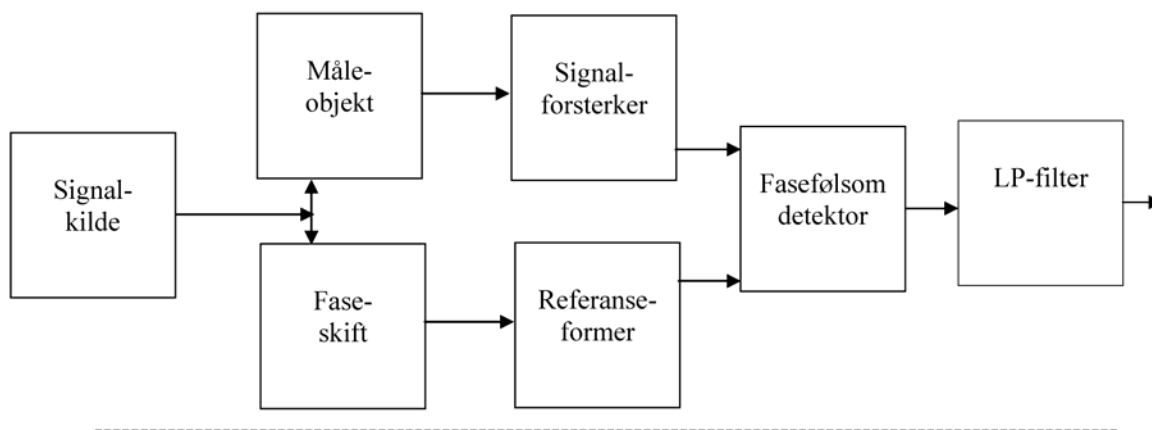 Signal-
kilde
Måle-
objekt
Signal-
forsterker
Fase-
skift
Referanse-
former
Fasefølsom
detektor
LP-filter